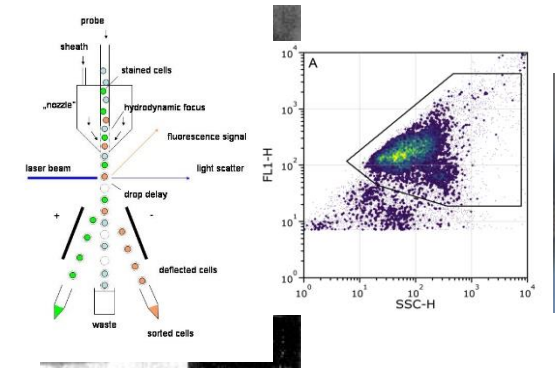 probe
sheath
stained cells
„nozzle"
hydrodynamic focus
fluorescence signal
laser beam
light scatter
drop delay
+
-
deflected cells
waste
sorted cells
A
10⁴
10³
10²
10¹
10⁰
FL1-H
10⁰ 10¹ 10² 10³ 10⁴
SSC-H